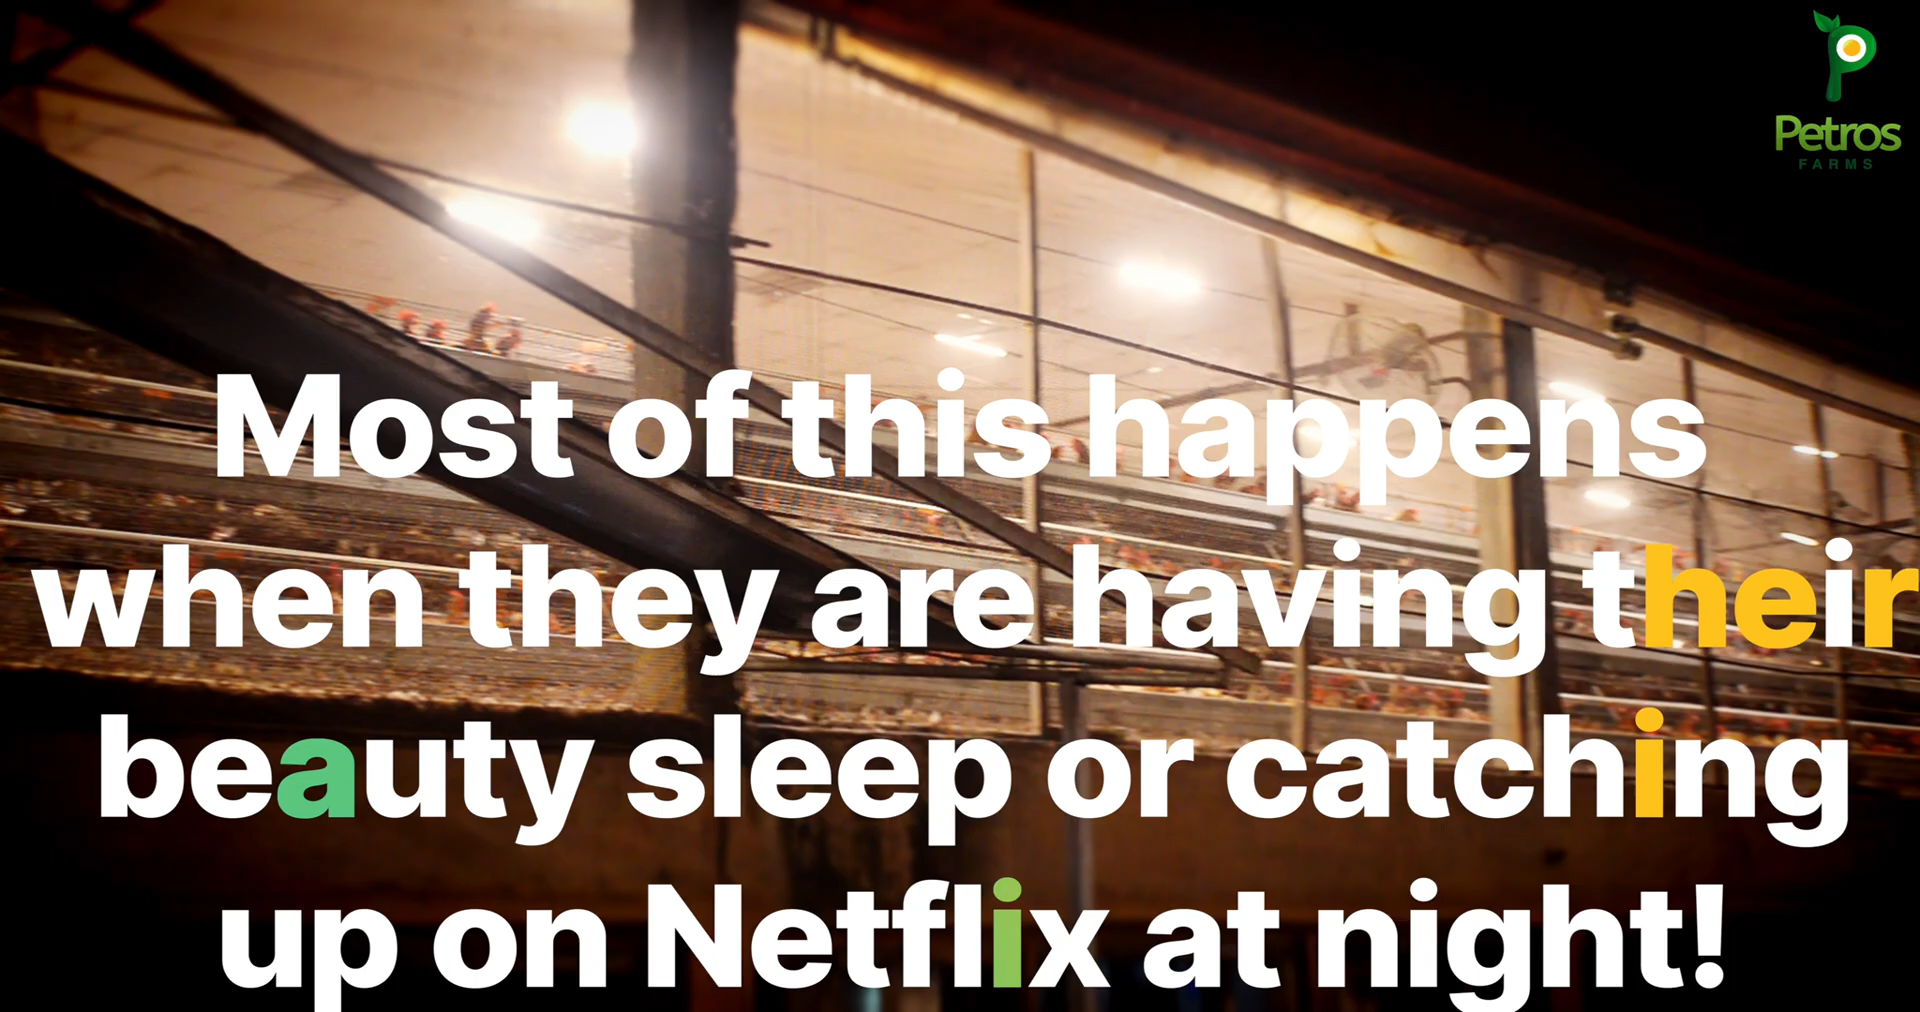 Petros
FARMS
Most of this happens
when they are having their
beauty sleep or catching
up on Netflix at night!